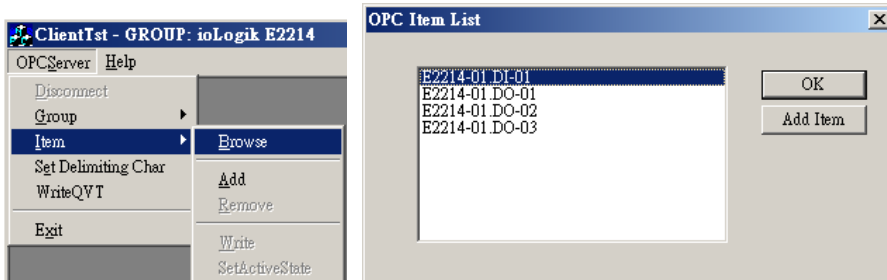 ClientTst - GROUP: ioLogik E2214
OPCServer Help
Disconnect
Group
Item
Set Delimiting Char
WriteQVT
Exit
Browse
Add
Remove
Write
SetActiveState
OPC Item List
E2214-01.DI-01
E2214-01.DO-01
E2214-01.DO-02
E2214-01.DO-03
OK
Add Item